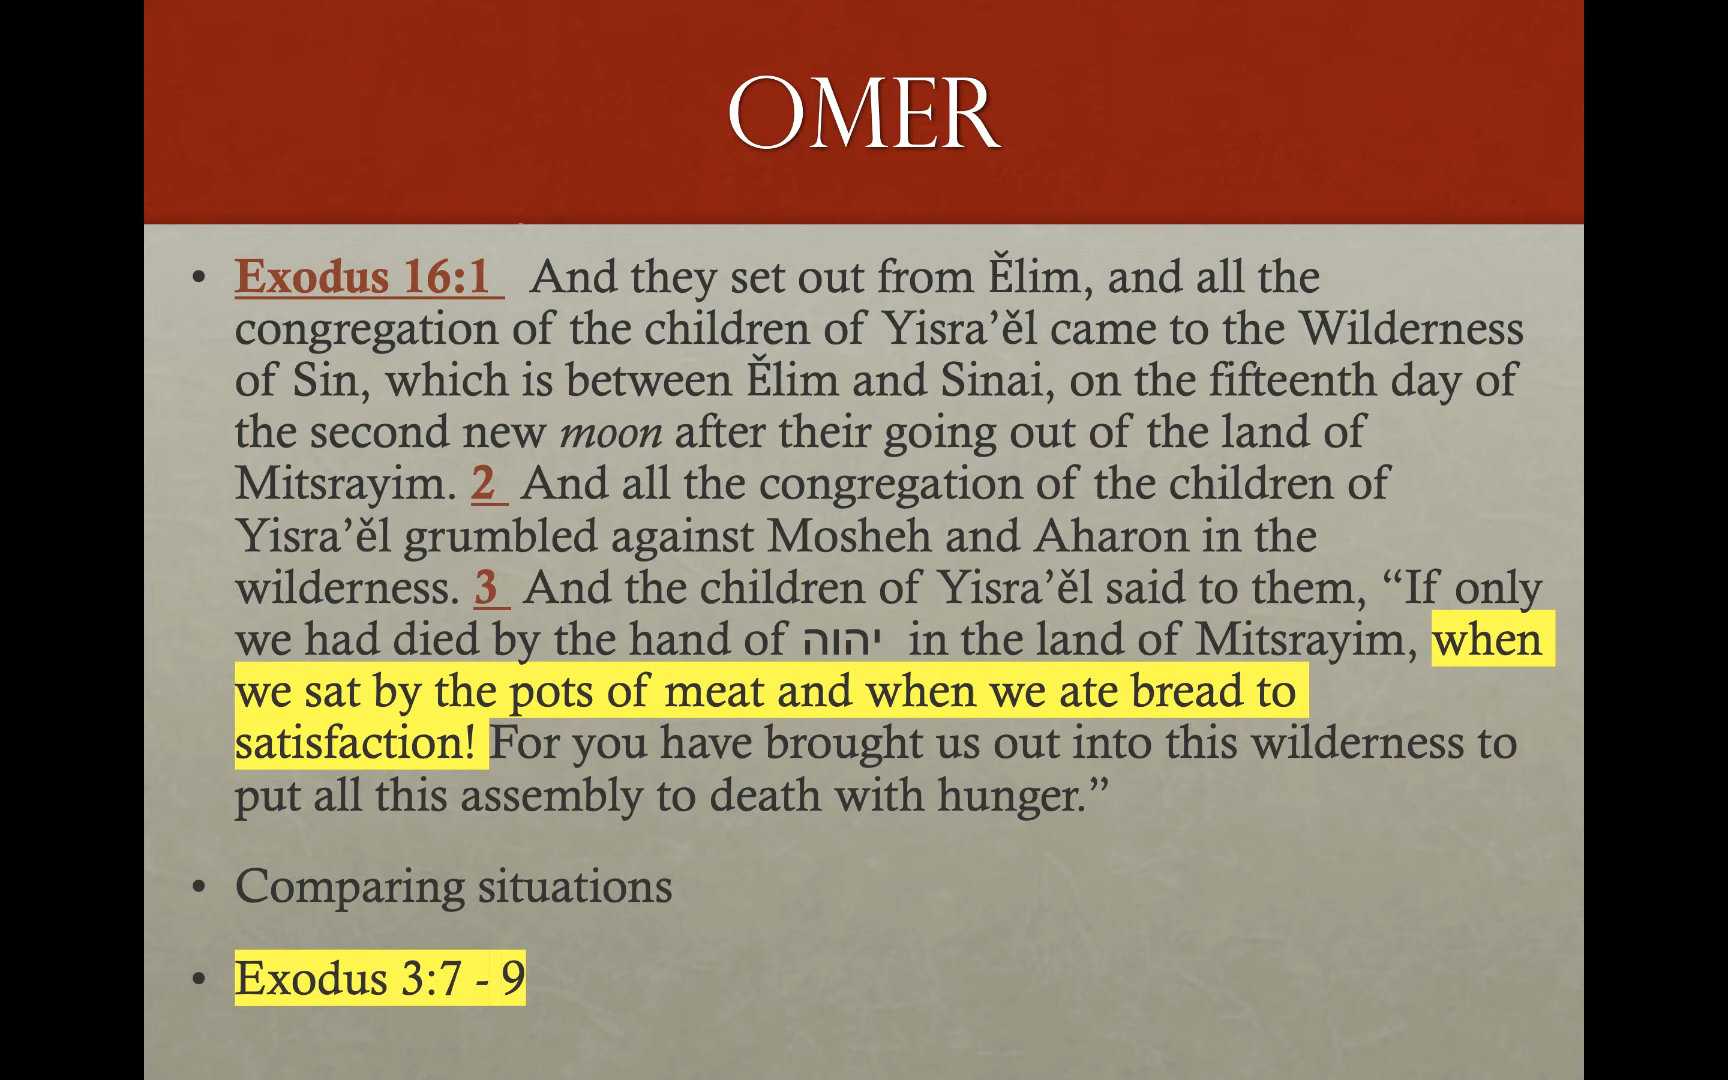 OMER
• Exodus 16:1 And they set out from Ělim, and all the
congregation of the children of Yisra’ěl came to the Wilderness
of Sin, which is between Ělim and Sinai, on the fifteenth day of
the second new moon after their going out of the land of
Mitsrayim. 2 And all the congregation of the children of
Yisra’ěl grumbled against Mosheh and Aharon in the
wilderness. 3 And the children of Yisra’ěl said to them, “If only
we had died by the hand of יהוה in the land of Mitsrayim, when
we sat by the pots of meat and when we ate bread to
satisfaction! For you have brought us out into this wilderness to
put all this assembly to death with hunger.”
• Comparing situations
• Exodus 3:7 - 9